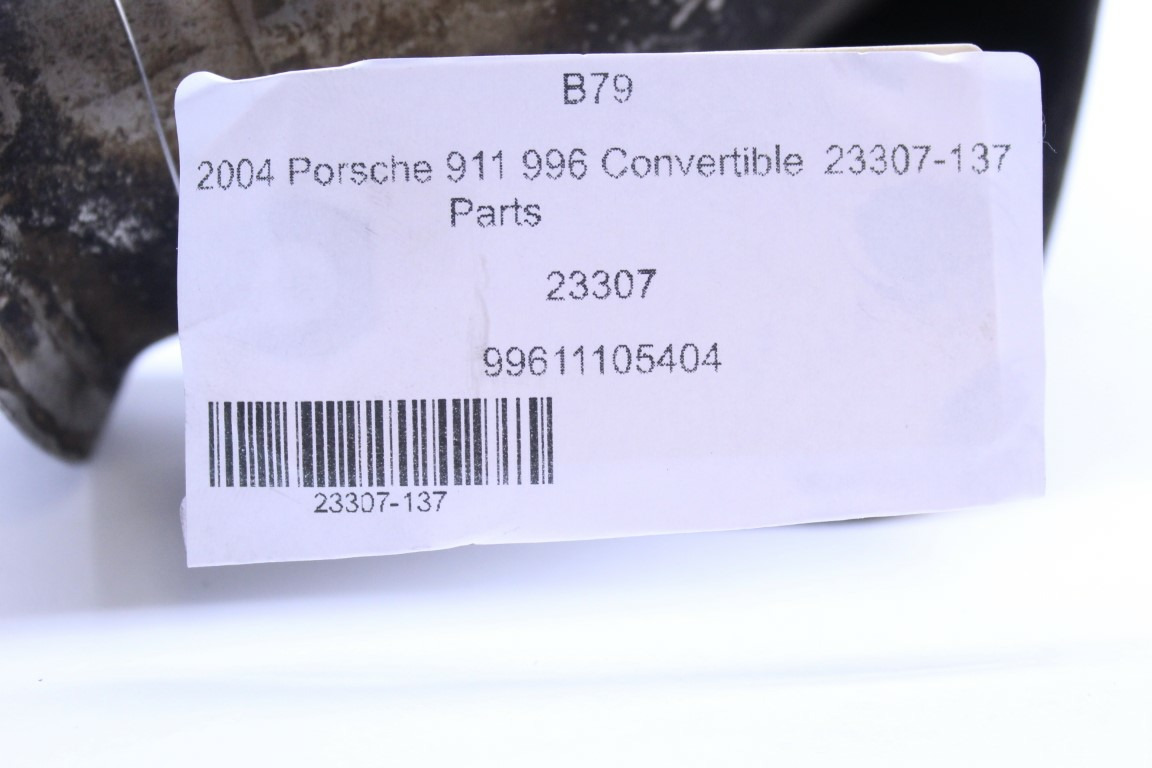 B79
2004 Porsche 911 996 Convertible 23307-137
Parts
23307
99611105404
23307-137